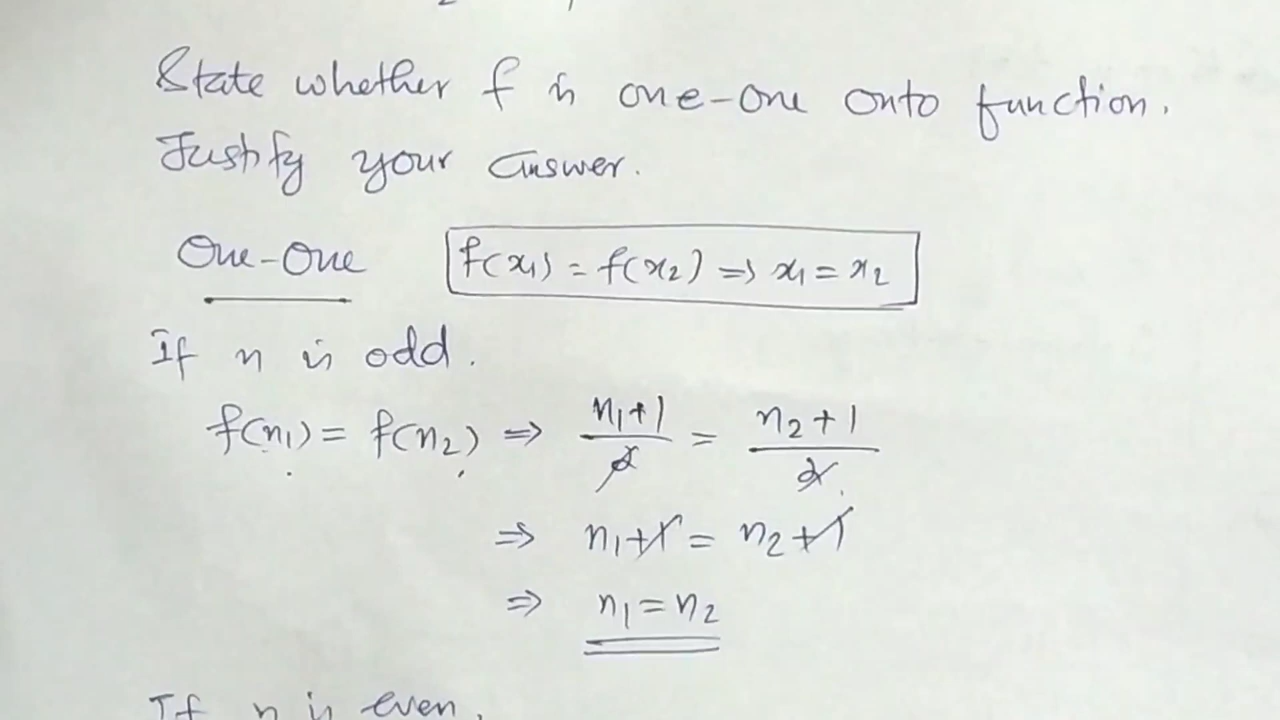 State whether f is one-one onto function.
Justify your answer.
One-One f(x₁) = f(x₂) ⇒ x₁ = x₂
If n is odd.
f(n₁) = f(n₂) ⇒ (n₁+1)/2 = (n₂+1)/2
⇒ n₁+1 = n₂+1
⇒ n₁ = n₂
If n is even.